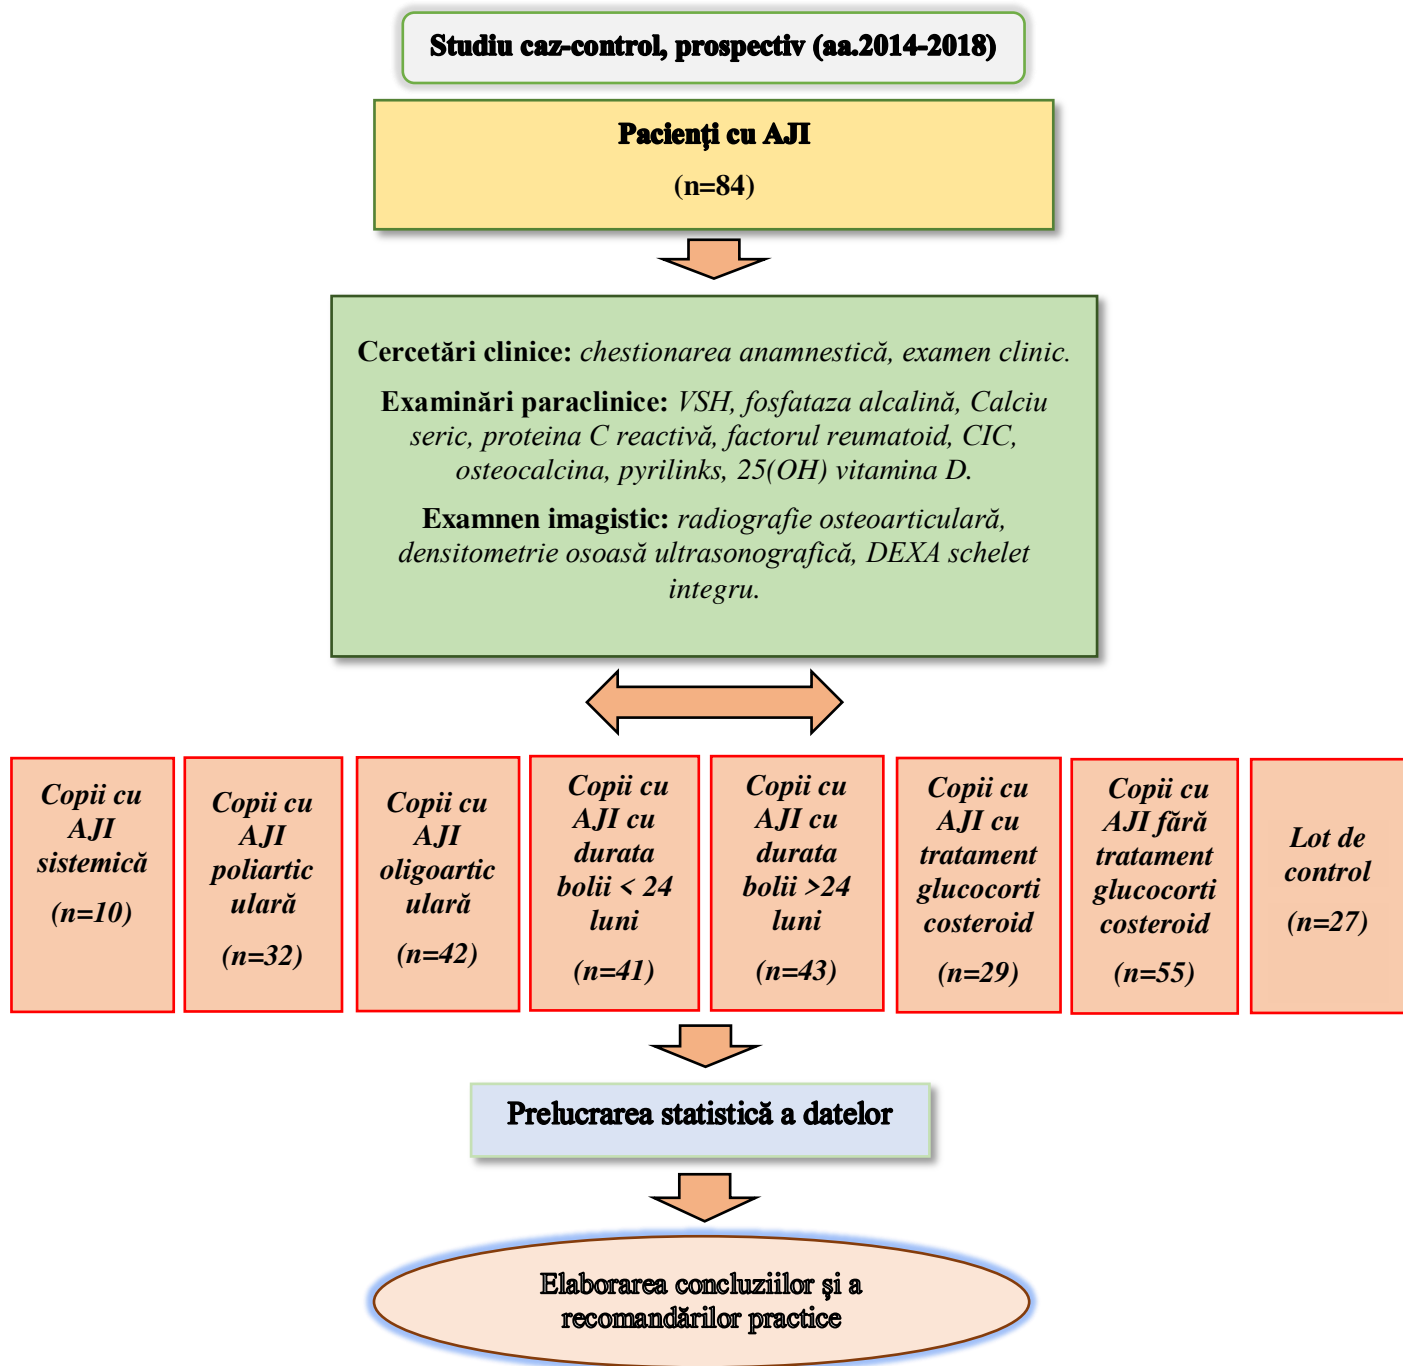 Studiu caz-control, prospectiv (aa.2014-2018)
Pacienți cu AJI
(n=84)
Cercetări clinice: chestionarea anamnestică, examen clinic.
Examinări paraclinice: VSH, fosfataza alcalină, Calciu
seric, proteina C reactivă, factorul reumatoid, CIC,
osteocalcina, pyrilinks, 25(OH) vitamina D.
Examnen imagistic: radiografie osteoarticulară,
densitometrie osoasă ultrasonografică, DEXA schelet
integru.
Copii cu
AJI
sistemică
(n=10)
Copii cu
AJI
poliartic
ulară
(n=32)
Copii cu
AJI
oligoartic
ulară
(n=42)
Copii cu
AJI cu
durata
bolii < 24
luni
(n=41)
Copii cu
AJI cu
durata
bolii >24
luni
(n=43)
Copii cu
AJI cu
tratament
glucocorti
costeroid
(n=29)
Copii cu
AJI fără
tratament
glucocorti
costeroid
(n=55)
Lot de
control
(n=27)
Prelucrarea statistică a datelor
Elaborarea concluziilor și a
recomandărilor practice